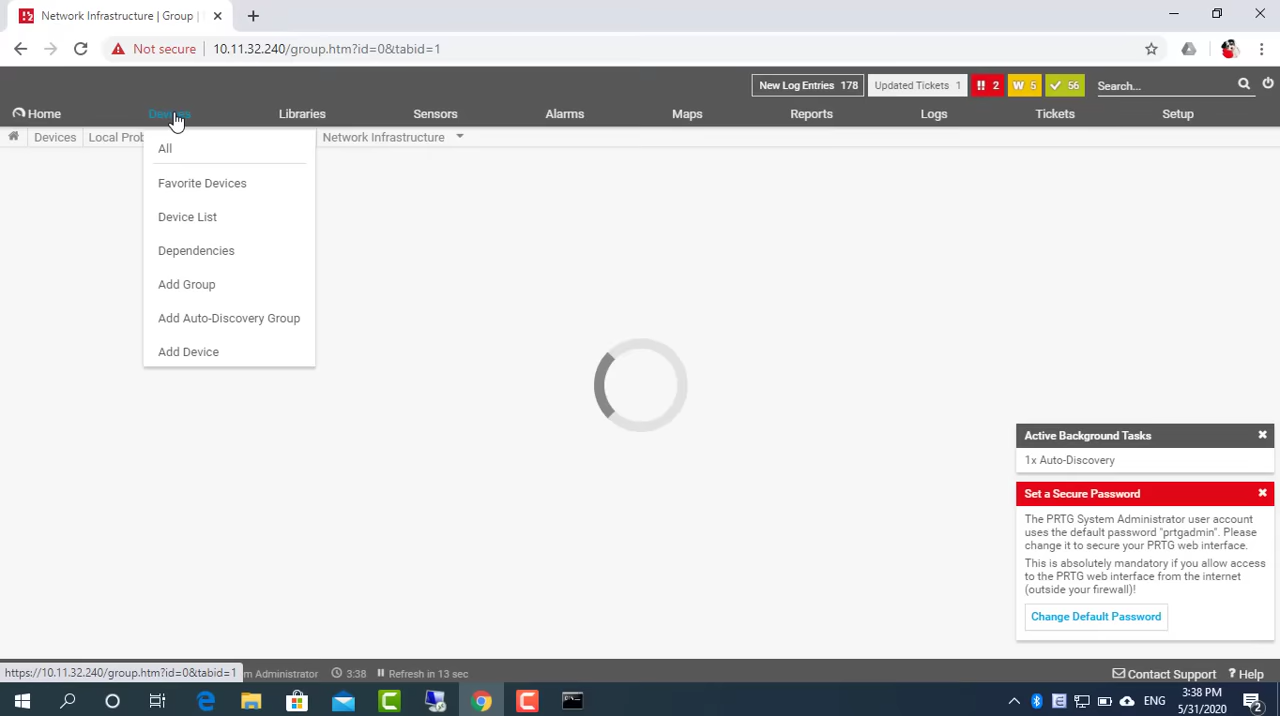 Network Infrastructure | Group |
Not secure
10.11.32.240/group.htm?id=0&tabid=1
New Log Entries 178
Updated Tickets 1
!! 2
W 5
56
Search...
Home
Devices
Libraries
Sensors
Alarms
Maps
Reports
Logs
Tickets
Setup
Devices
Local Prob
Network Infrastructure
All
Favorite Devices
Device List
Dependencies
Add Group
Add Auto-Discovery Group
Add Device
Active Background Tasks
1x Auto-Discovery
Set a Secure Password
The PRTG System Administrator user account
uses the default password "prtgadmin". Please
change it to secure your PRTG web interface.
This is absolutely mandatory if you allow access
to the PRTG web interface from the internet
(outside your firewall)!
Change Default Password
https://10.11.32.240/group.htm?id=0&tabid=1
m Administrator
3:38
Refresh in 13 sec
Contact Support
? Help
ENG
3:38 PM
5/31/2020
2